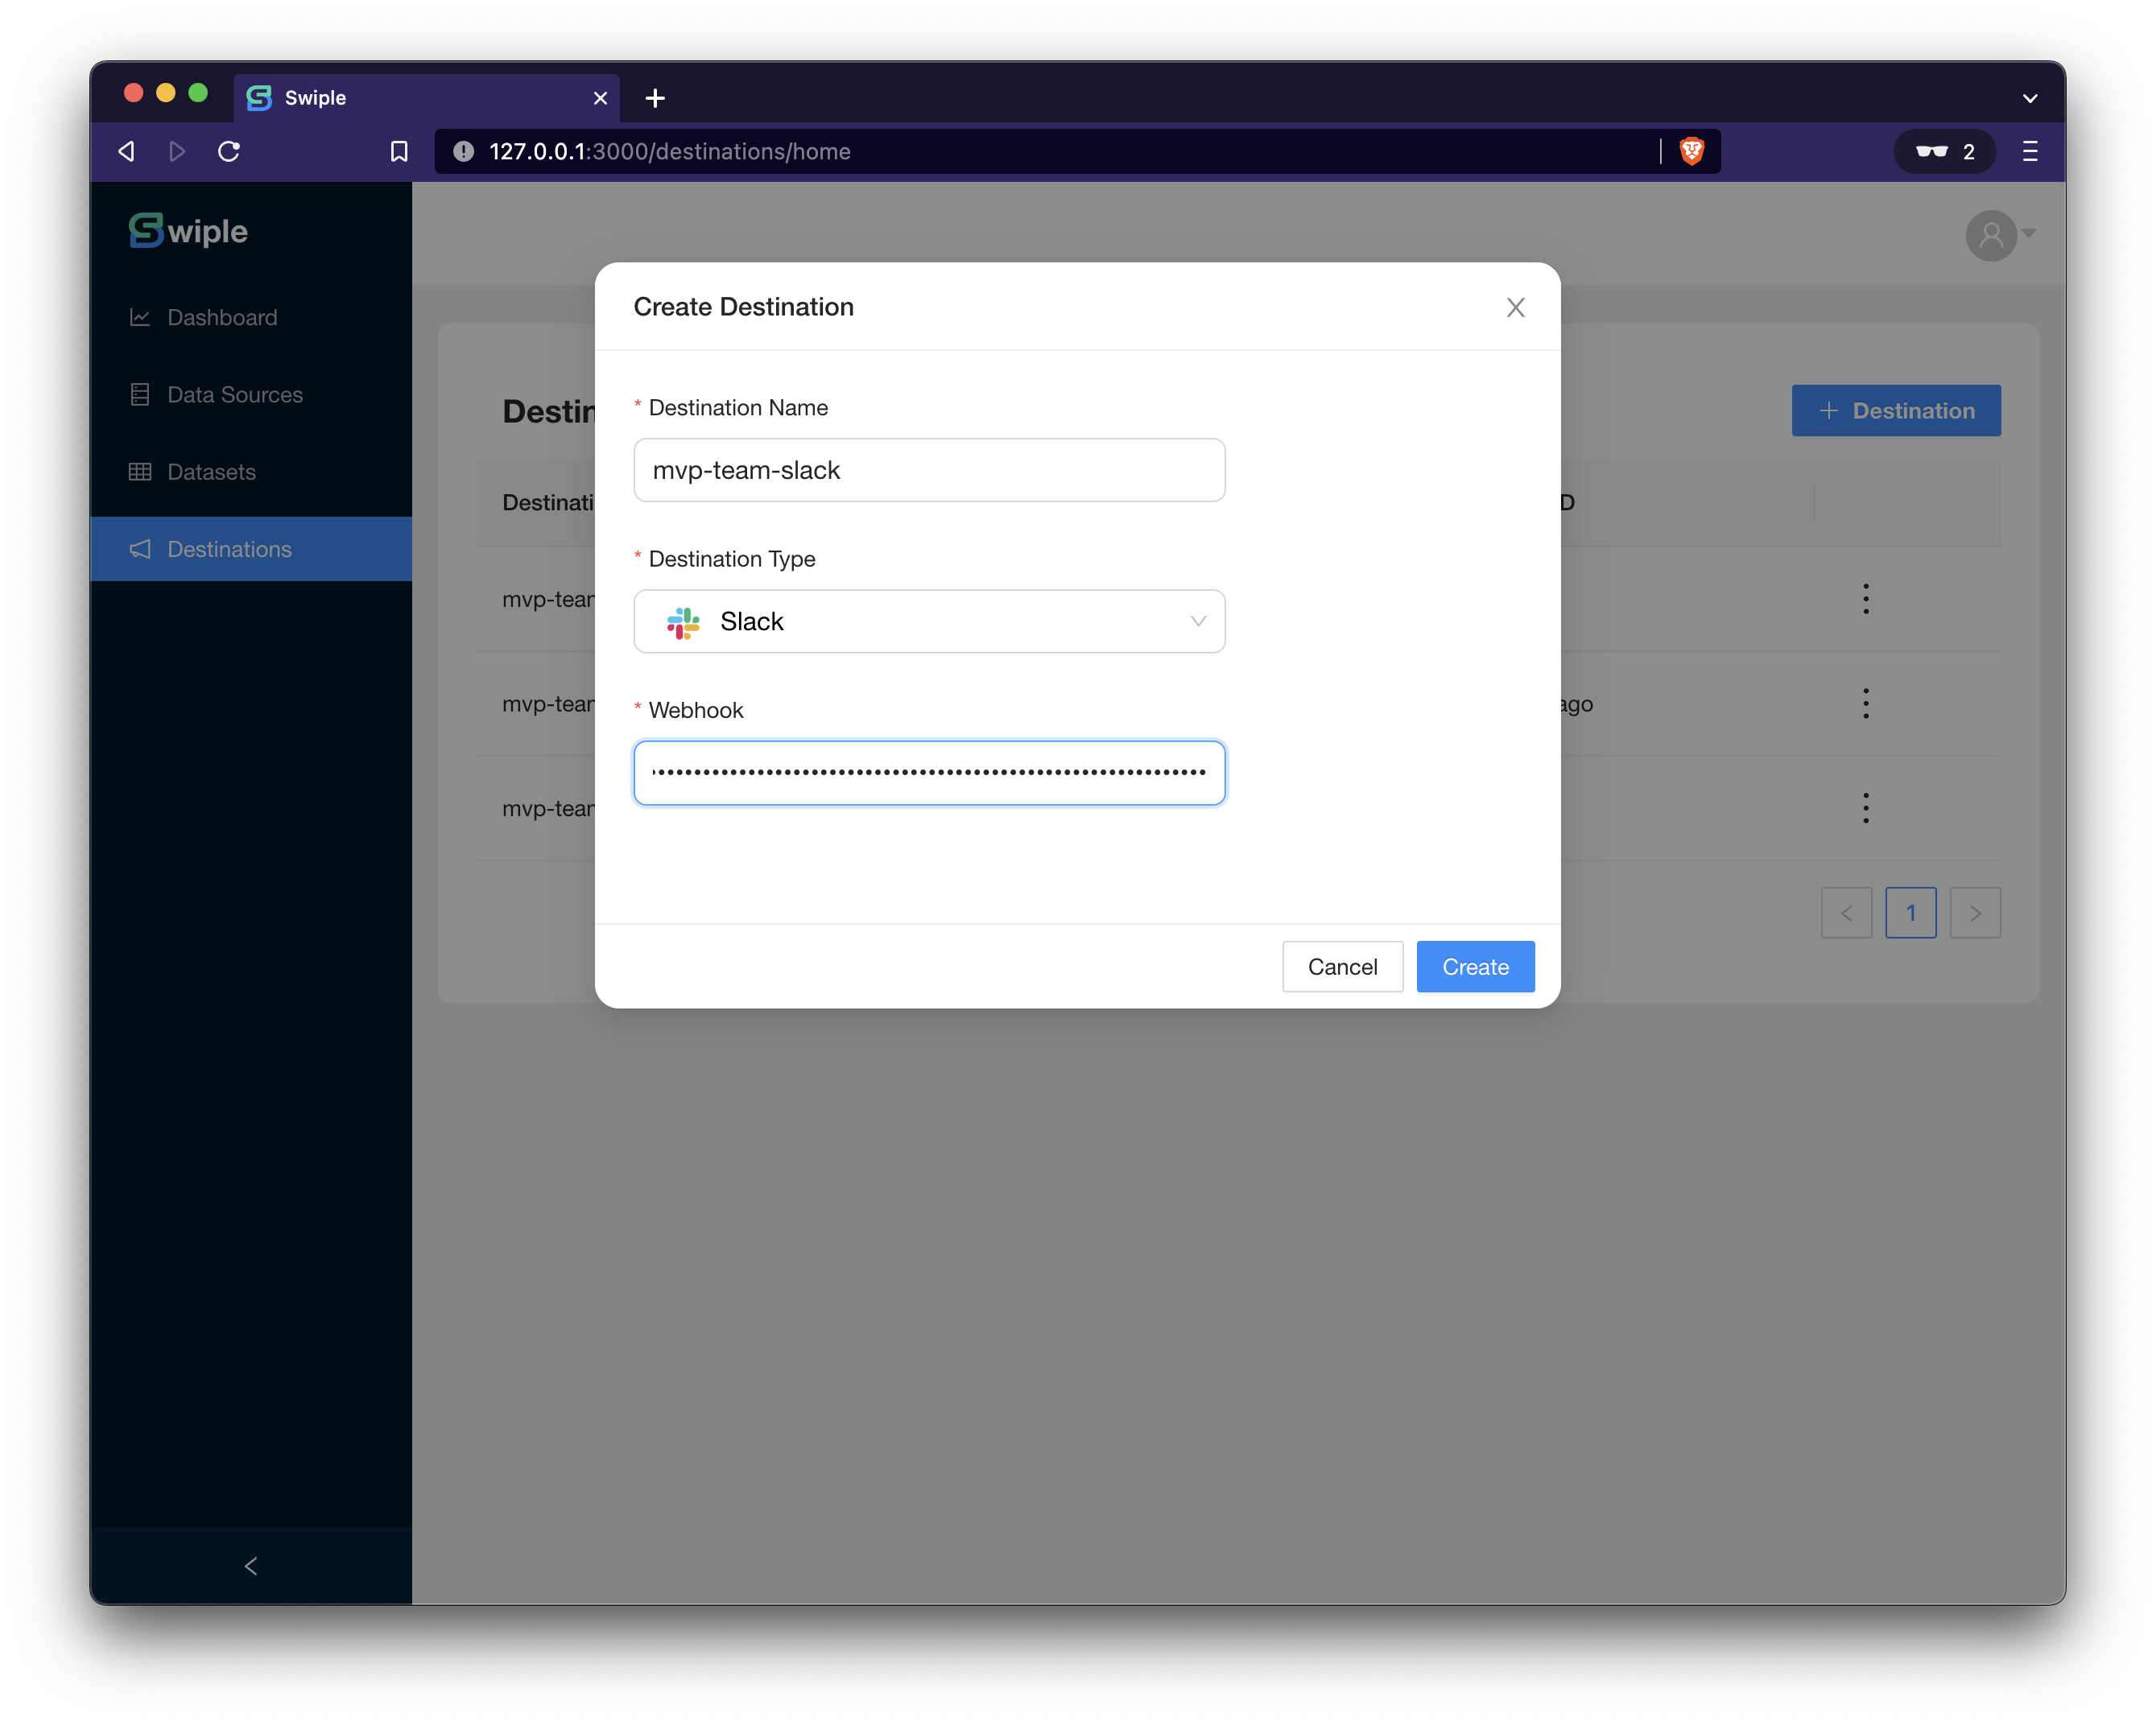 Swiple
127.0.0.1:3000/destinations/home
2
Swiple
Dashboard
Data Sources
Datasets
Destinations
Destin
Destination
Destinati
D
mvp-tear
mvp-tear
ago
mvp-tear
1
Create Destination
* Destination Name
mvp-team-slack
* Destination Type
Slack
* Webhook
Cancel
Create